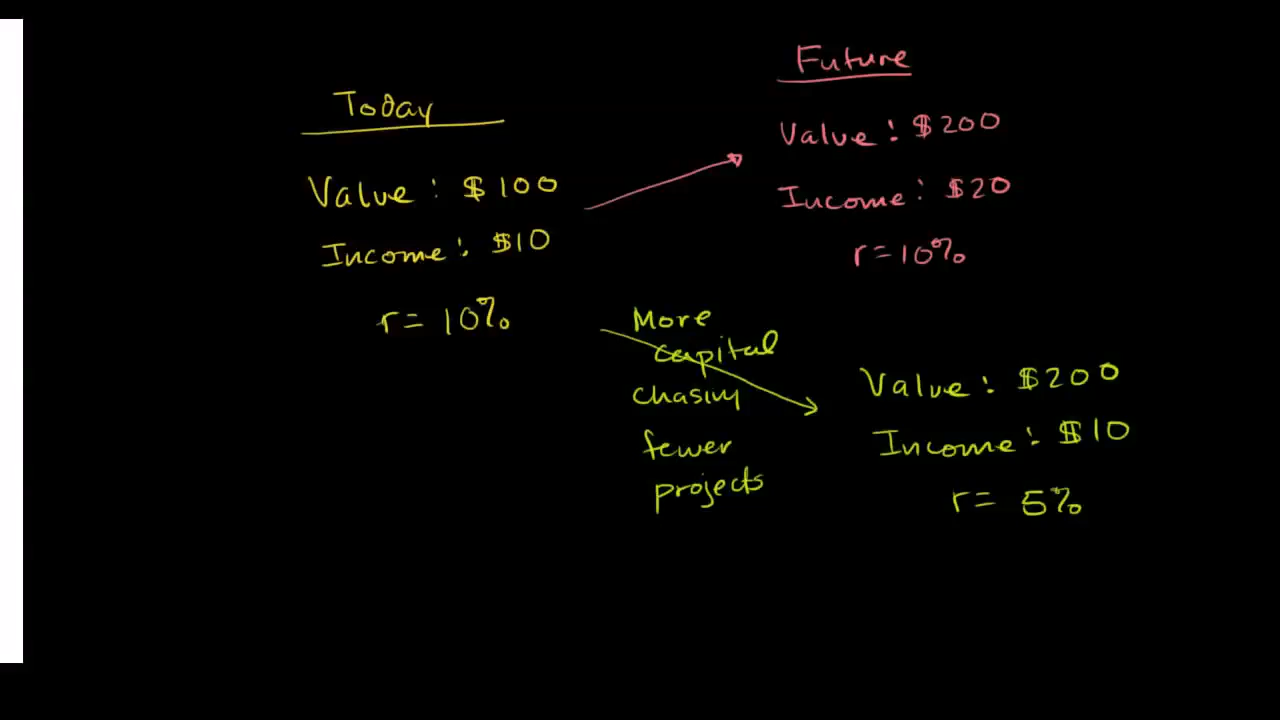 Today
Value: $100
Income: $10
r= 10%
Future
Value: $200
Income: $20
r=10%
More
capital
chasing
fewer
projects
Value: $200
Income: $10
r= 5%